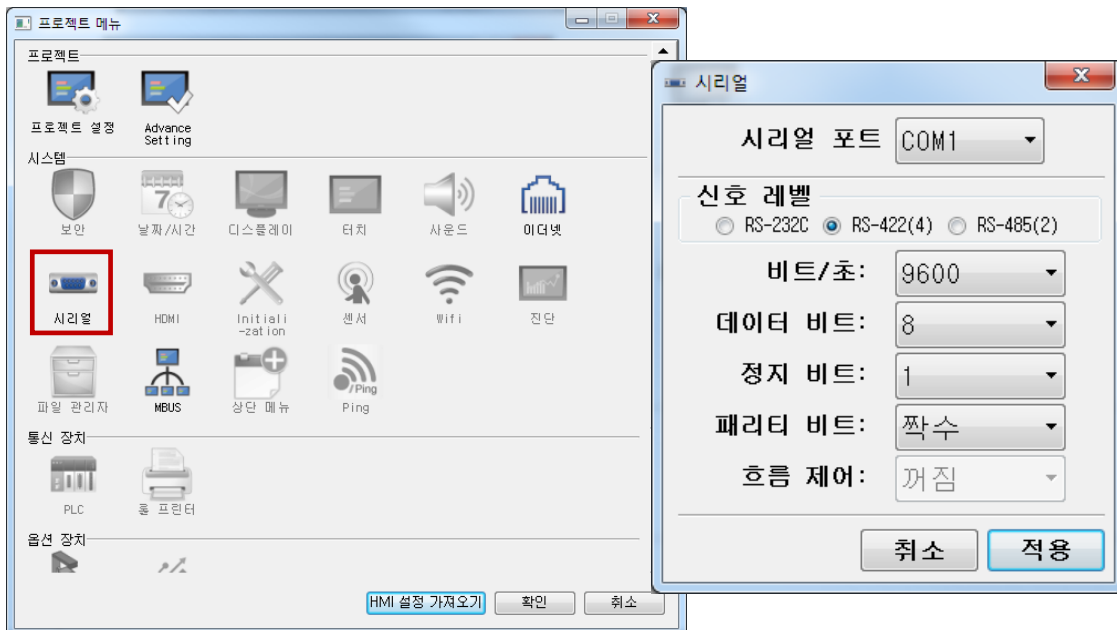 프로젝트 메뉴
프로젝트
프로젝트 설정
Advance
Setting
시스템
보안
날짜/시간
디스플레이
터치
사운드
이더넷
시리얼
HDMI
Initiali
-zation
센서
Wifi
진단
파일 관리자
MBUS
상단 메뉴
/Ping
Ping
통신 장치
PLC
롤 프린터
옵션 장치
HMI 설정 가져오기
확인
취소
시리얼
시리얼 포트 COM1
신호 레벨
RS-232C RS-422(4) RS-485(2)
비트/초: 9600
데이터 비트: 8
정지 비트: 1
패리티 비트: 짝수
흐름 제어: 꺼짐
취소 적용